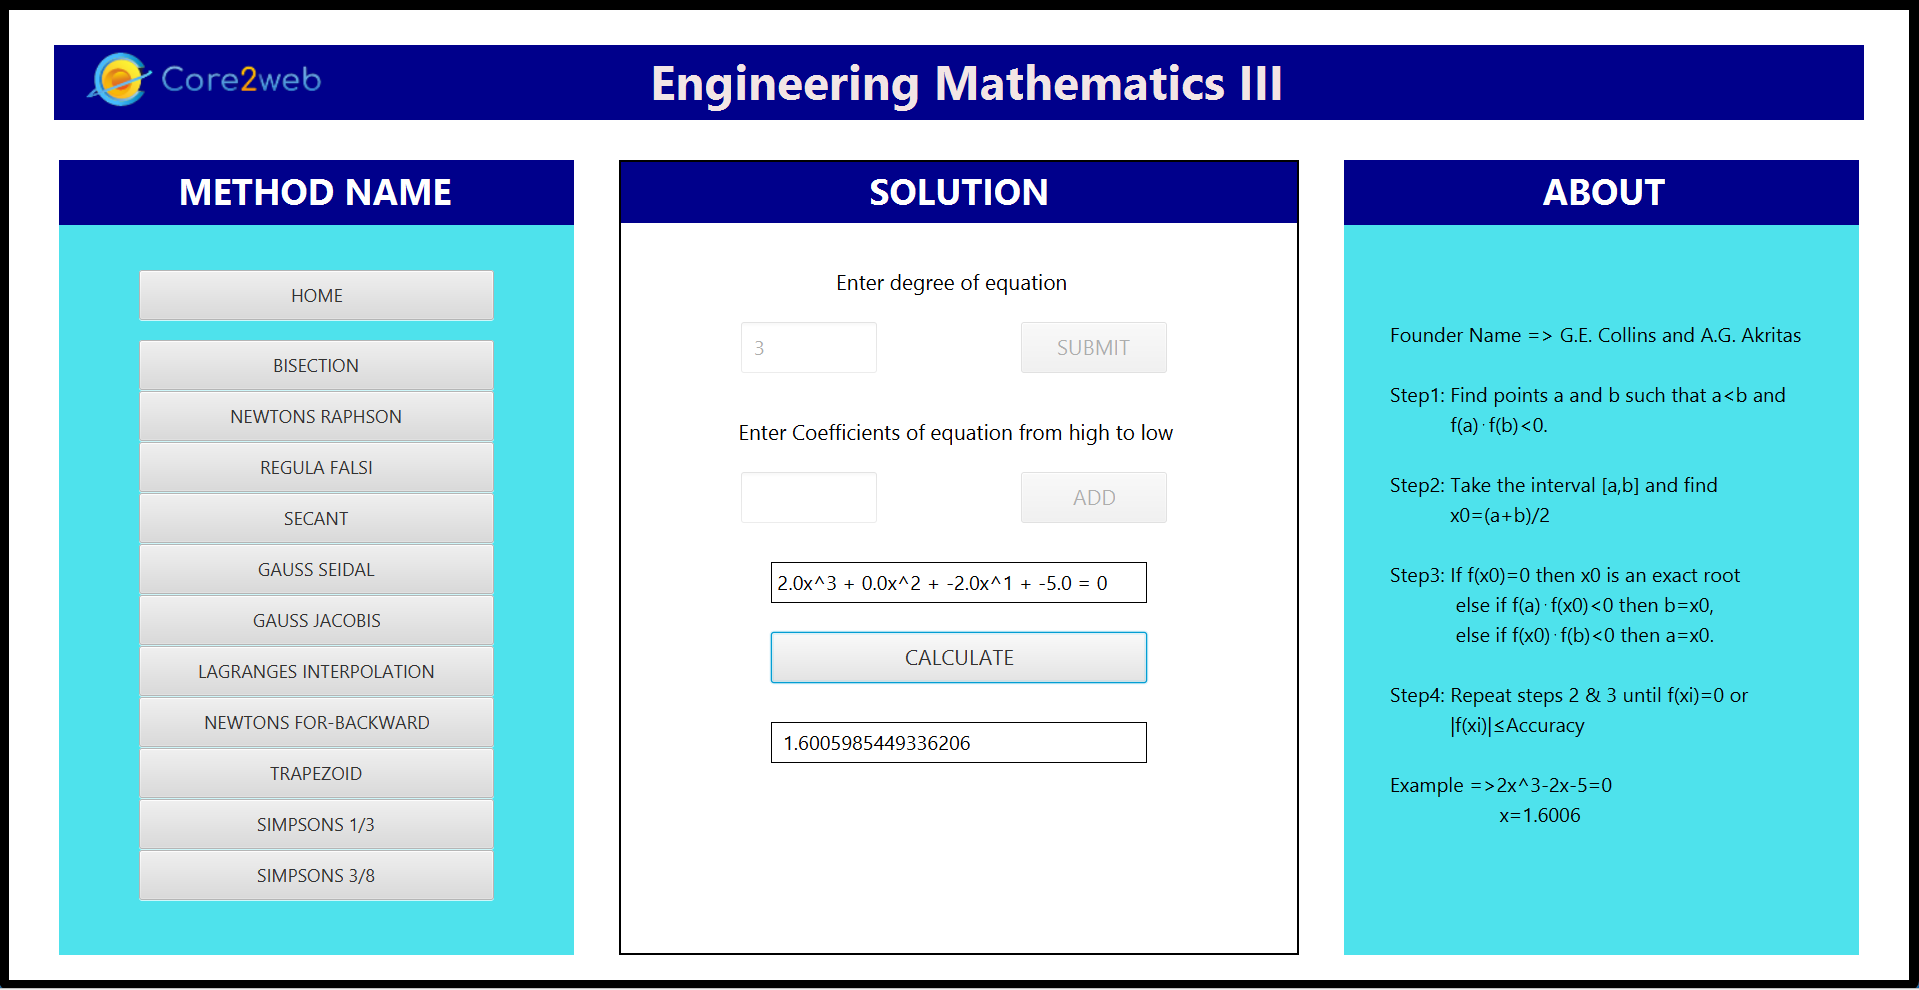 Core2web
Engineering Mathematics III
METHOD NAME
HOME
BISECTION
NEWTONS RAPHSON
REGULA FALSI
SECANT
GAUSS SEIDAL
GAUSS JACOBIS
LAGRANGES INTERPOLATION
NEWTONS FOR-BACKWARD
TRAPEZOID
SIMPSONS 1/3
SIMPSONS 3/8
SOLUTION
Enter degree of equation
3
SUBMIT
Enter Coefficients of equation from high to low
ADD
2.0x^3 + 0.0x^2 + -2.0x^1 + -5.0 = 0
CALCULATE
1.6005985449336206
ABOUT
Founder Name => G.E. Collins and A.G. Akritas
Step1: Find points a and b such that a<b and
f(a)·f(b)<0.
Step2: Take the interval [a,b] and find
x0=(a+b)/2
Step3: If f(x0)=0 then x0 is an exact root
else if f(a)·f(x0)<0 then b=x0,
else if f(x0)·f(b)<0 then a=x0.
Step4: Repeat steps 2 & 3 until f(xi)=0 or
|f(xi)|≤Accuracy
Example =>2x^3-2x-5=0
x=1.6006